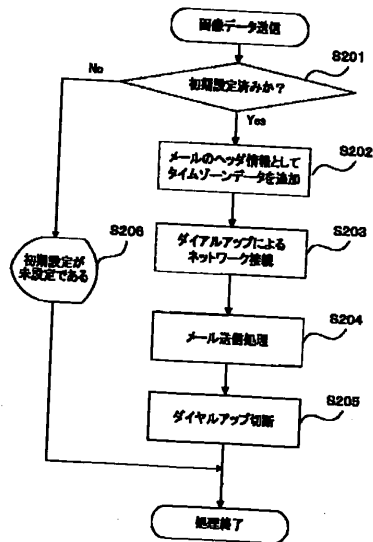 画像データ送信
S201
No
初期設定済みか？
Yes
S202
メールのヘッダ情報として
タイムゾーンデータを追加
S206
S203
初期設定が
未設定である
ダイアルアップによる
ネットワーク接続
S204
メール送信処理
S205
ダイヤルアップ切断
処理終了